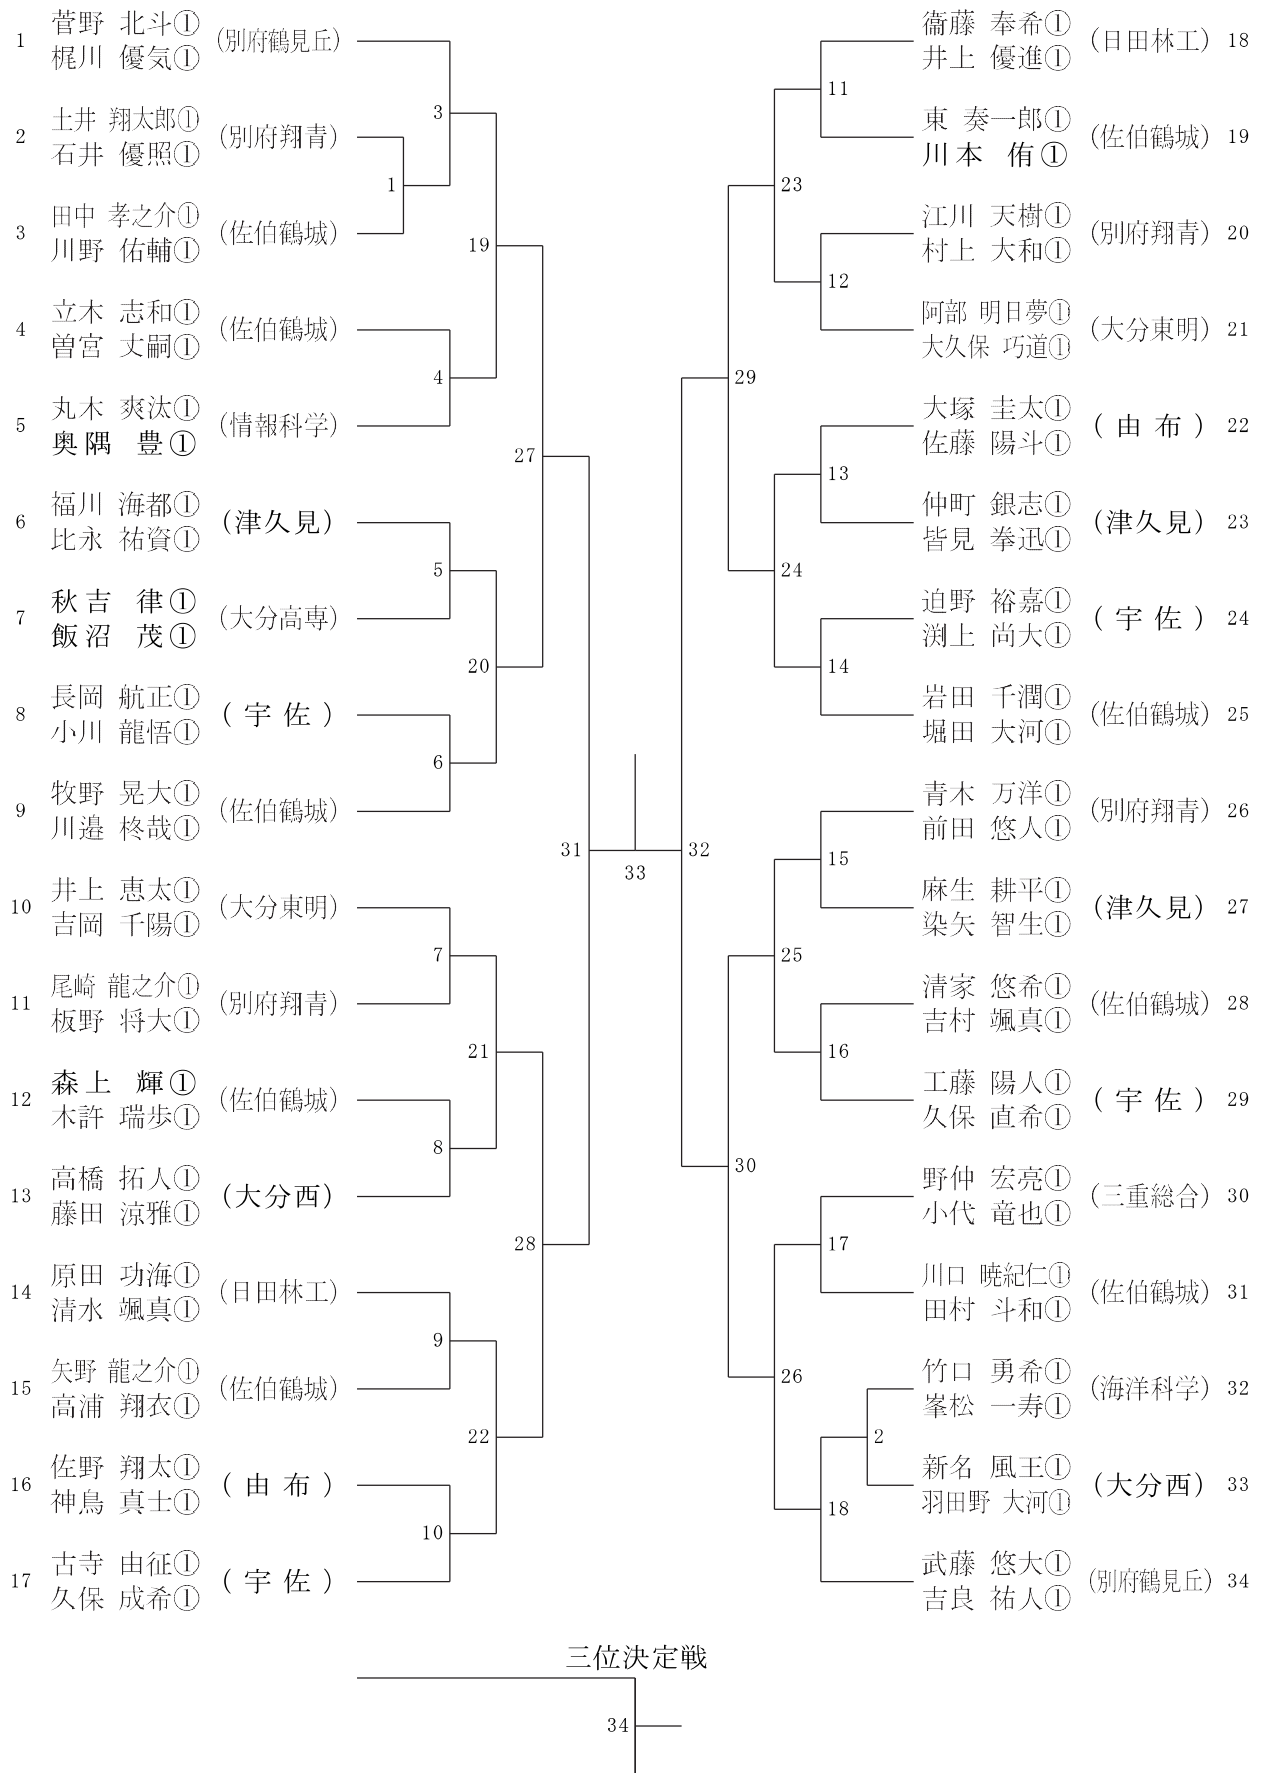 1 菅野 北斗① (別府鶴見丘)
梶川 優気①
2 土井 翔太郎① (別府翔青)
石井 優照①
3 田中 孝之介① (佐伯鶴城)
川野 佑輔①
4 立木 志和① (佐伯鶴城)
曽宮 丈嗣①
5 丸木 爽汰① (情報科学)
奥隅 豊①
6 福川 海都① (津久見)
比永 祐資①
7 秋吉 律① (大分高専)
飯沼 茂①
8 長岡 航正① (宇佐)
小川 龍悟①
9 牧野 晃大① (佐伯鶴城)
川邉 柊哉①
10 井上 恵太① (大分東明)
吉岡 千陽①
11 尾崎 龍之介① (別府翔青)
板野 将大①
12 森上 輝① (佐伯鶴城)
木許 瑞歩①
13 高橋 拓人① (大分西)
藤田 涼雅①
14 原田 功海① (日田林工)
清水 颯真①
15 矢野 龍之介① (佐伯鶴城)
高浦 翔衣①
16 佐野 翔太① (由布)
神鳥 真士①
17 古寺 由征① (宇佐)
久保 成希①
3
1
19
4
27
5
20
6
31
7
21
8
28
9
22
10
33
32
11
23
12
29
13
24
14
15
25
16
30
17
26
2
18
衞藤 奉希① (日田林工) 18
井上 優進①
東 奏一郎① (佐伯鶴城) 19
川本 侑①
江川 天樹① (別府翔青) 20
村上 大和①
阿部 明日夢① (大分東明) 21
大久保 巧道①
大塚 圭太① (由布) 22
佐藤 陽斗①
仲町 銀志① (津久見) 23
皆見 拳迅①
迫野 裕嘉① (宇佐) 24
渕上 尚大①
岩田 千潤① (佐伯鶴城) 25
堀田 大河①
青木 万洋① (別府翔青) 26
前田 悠人①
麻生 耕平① (津久見) 27
染矢 智生①
清家 悠希① (佐伯鶴城) 28
吉村 颯真①
工藤 陽人① (宇佐) 29
久保 直希①
野仲 宏亮① (三重総合) 30
小代 竜也①
川口 暁紀仁① (佐伯鶴城) 31
田村 斗和①
竹口 勇希① (海洋科学) 32
峯松 一寿①
新名 風王① (大分西) 33
羽田野 大河①
武藤 悠大① (別府鶴見丘) 34
吉良 祐人①
三位決定戦
34